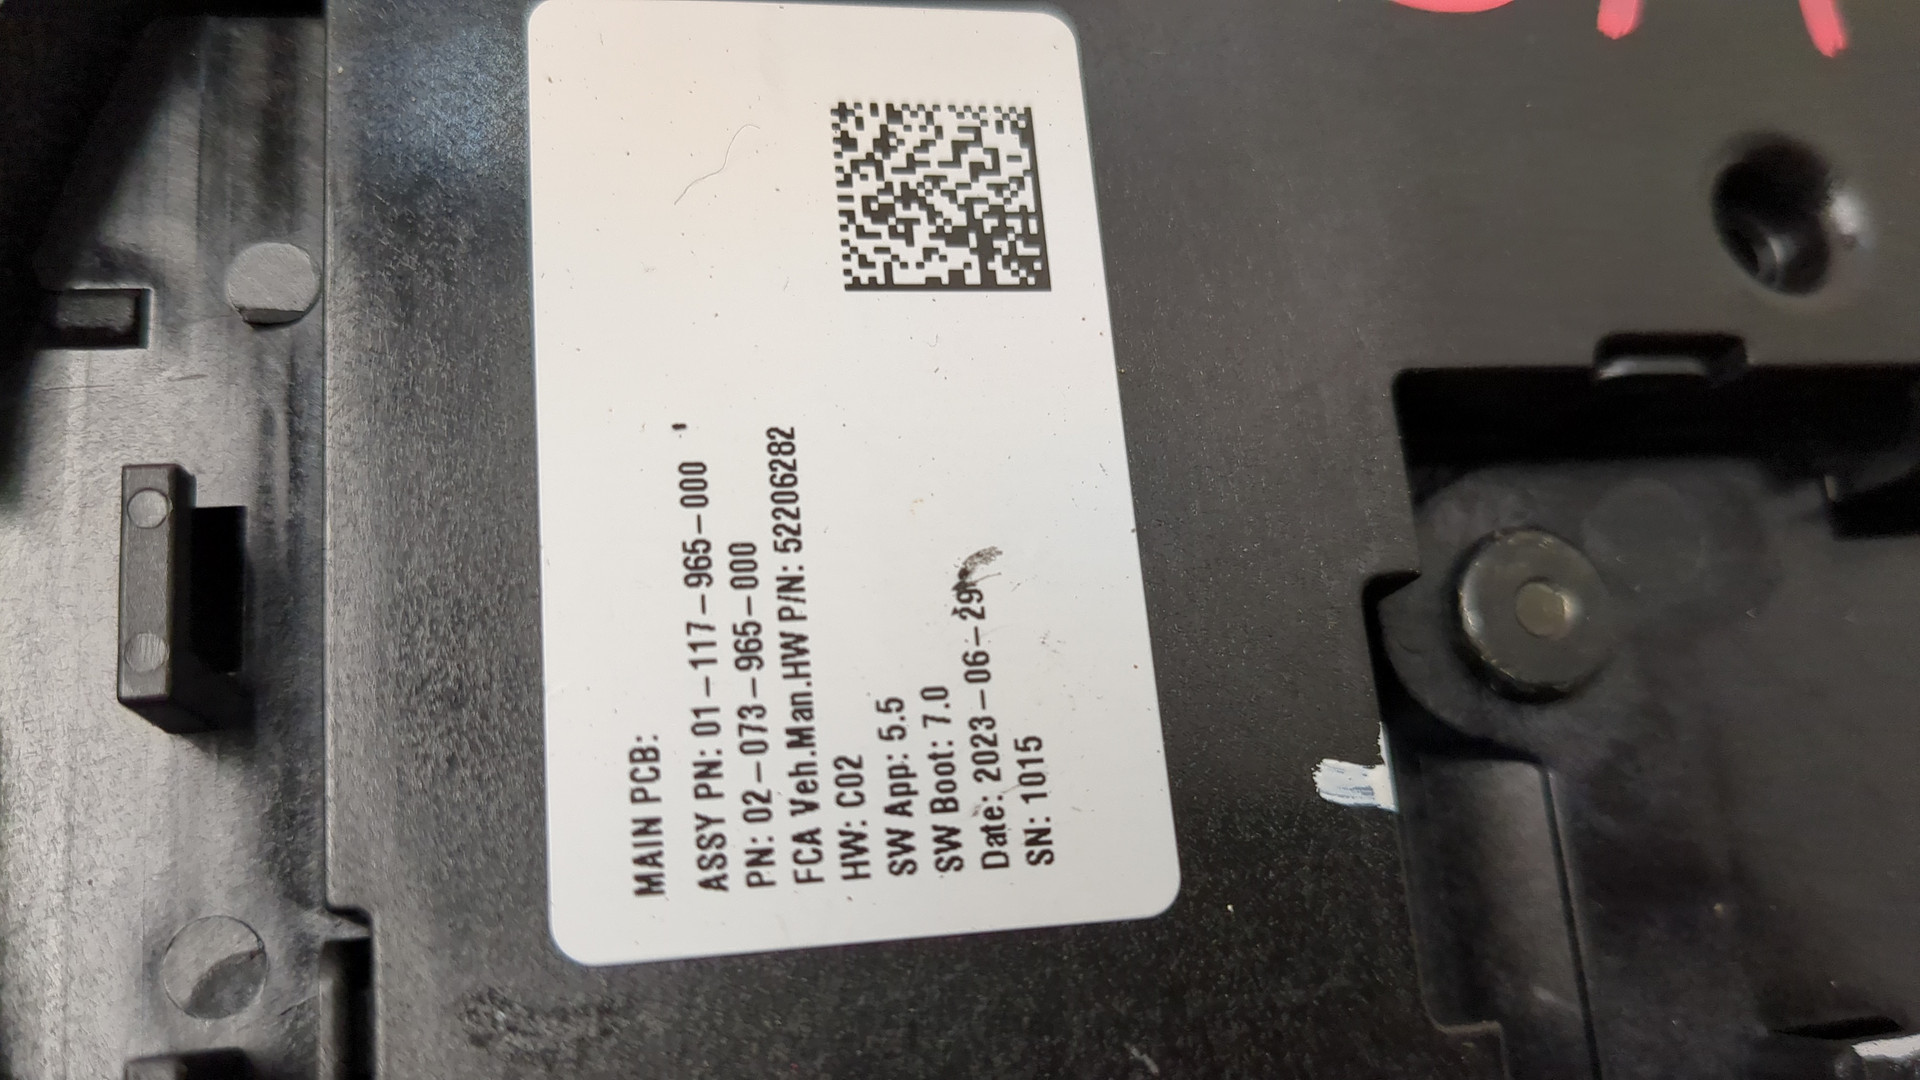 MAIN PCB:
ASSY PN: 01-117-965-000
PN: 02-073-965-000
FCA Veh.Man.HW P/N: 52206282
HW: C02
SW App: 5.5
SW Boot: 7.0
Date: 2023-06-29
SN: 1015